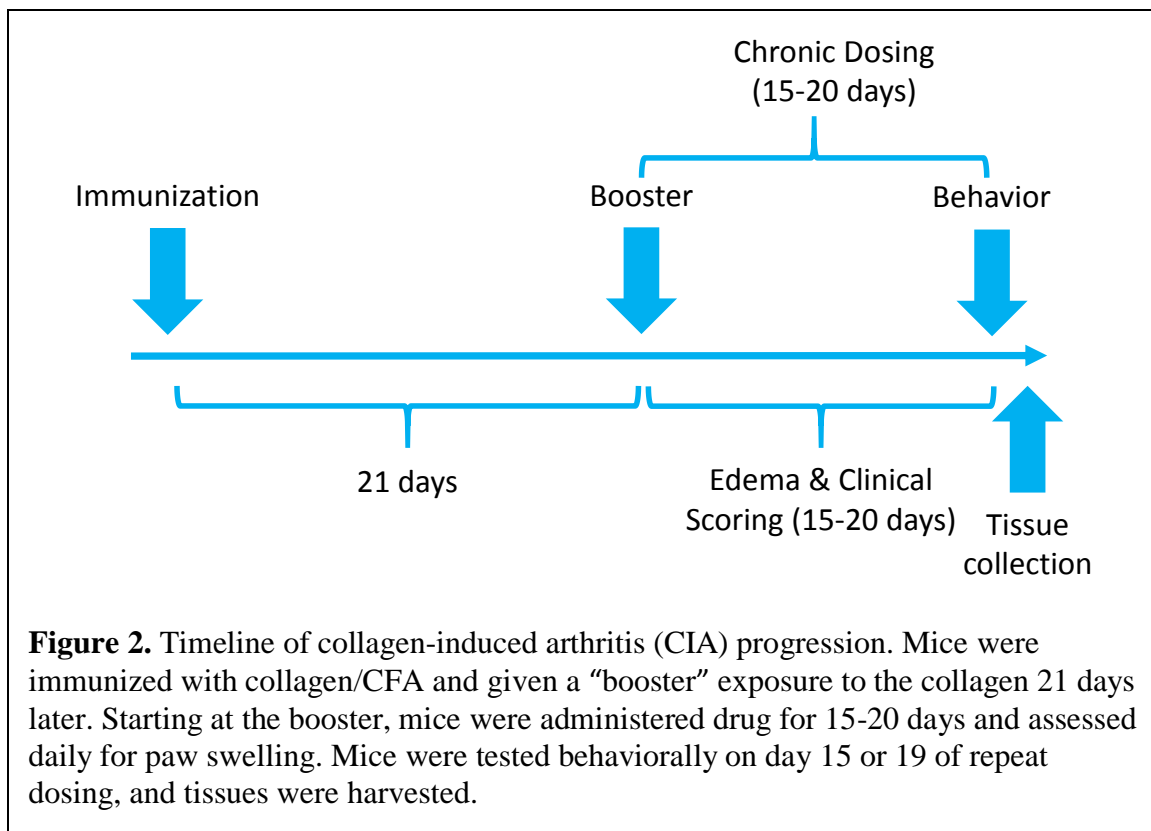 Chronic Dosing
(15-20 days)
Immunization
Booster
Behavior
21 days
Edema & Clinical
Scoring (15-20 days)
Tissue
collection
Figure 2. Timeline of collagen-induced arthritis (CIA) progression. Mice were
immunized with collagen/CFA and given a “booster” exposure to the collagen 21 days
later. Starting at the booster, mice were administered drug for 15-20 days and assessed
daily for paw swelling. Mice were tested behaviorally on day 15 or 19 of repeat
dosing, and tissues were harvested.